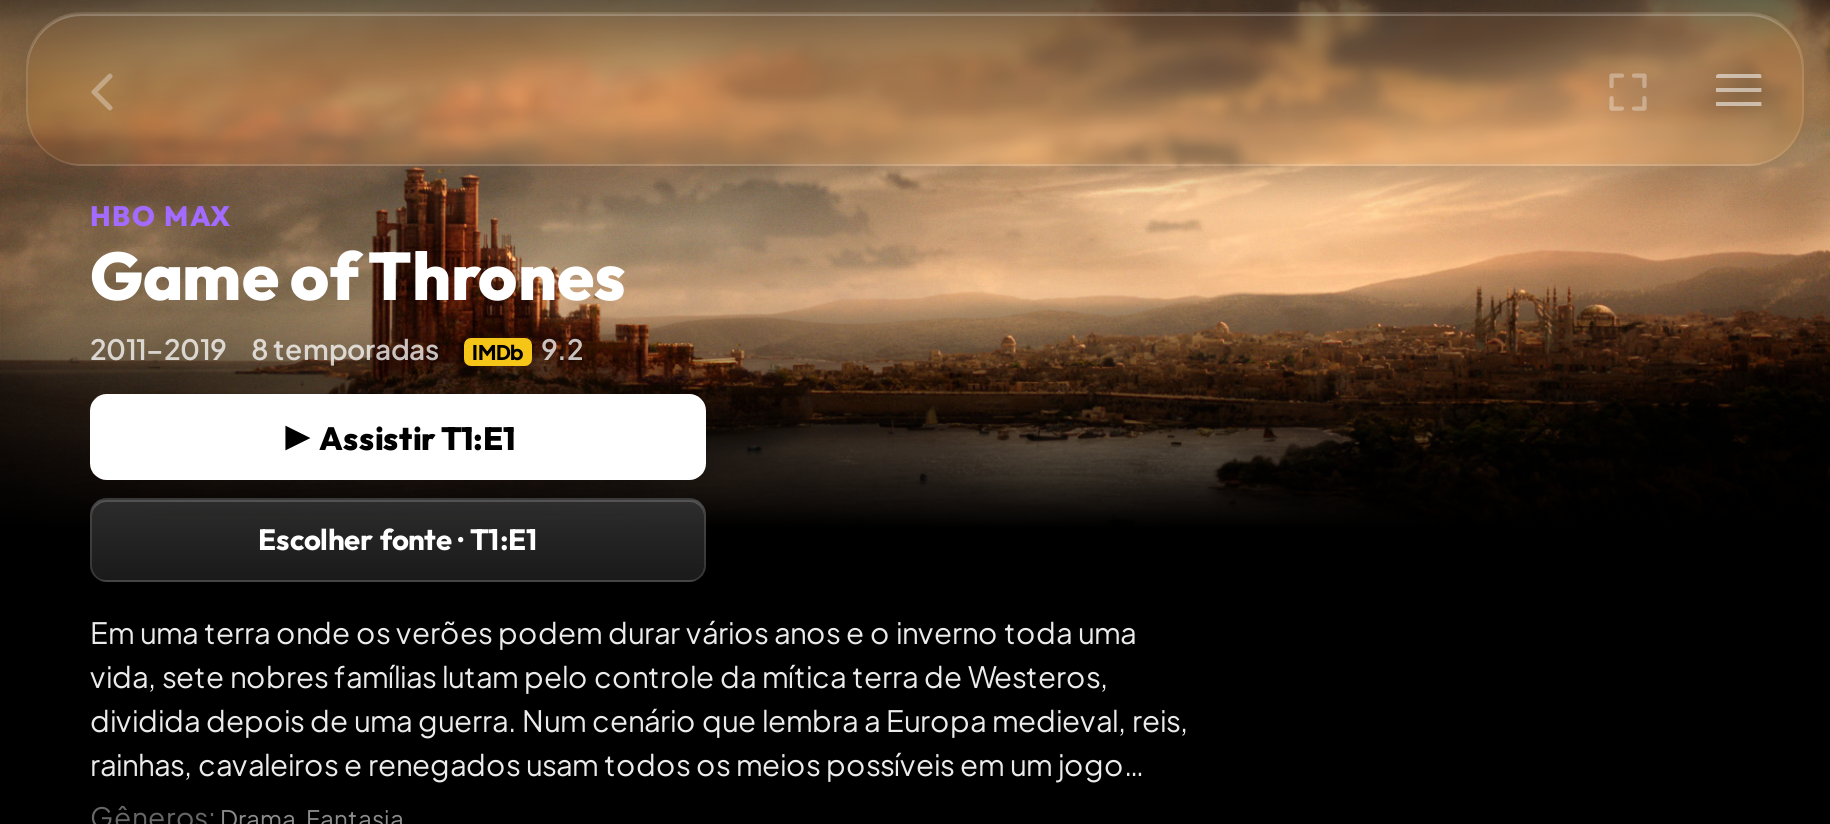 HBO MAX
Game of Thrones
2011–2019 8 temporadas IMDb 9.2
▶ Assistir T1:E1
Escolher fonte · T1:E1
Em uma terra onde os verões podem durar vários anos e o inverno toda uma
vida, sete nobres famílias lutam pelo controle da mítica terra de Westeros,
dividida depois de uma guerra. Num cenário que lembra a Europa medieval, reis,
rainhas, cavaleiros e renegados usam todos os meios possíveis em um jogo…
Gêneros: Drama, Fantasia